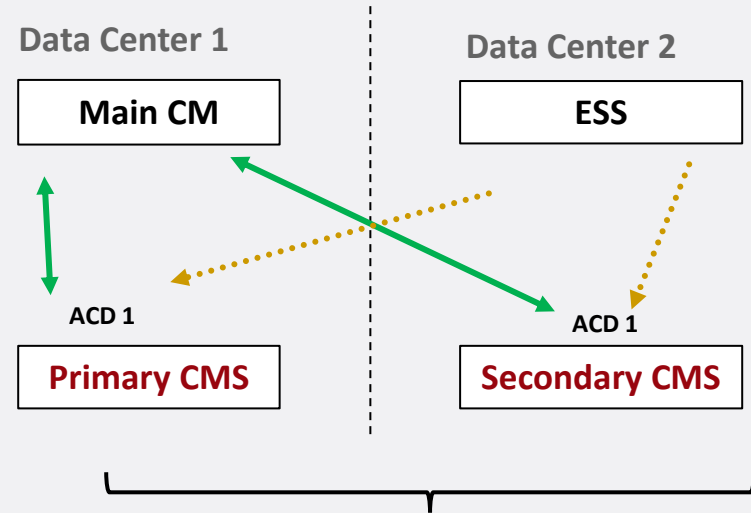 Data Center 1
Data Center 2
Main CM
ESS
ACD 1
ACD 1
Primary CMS
Secondary CMS